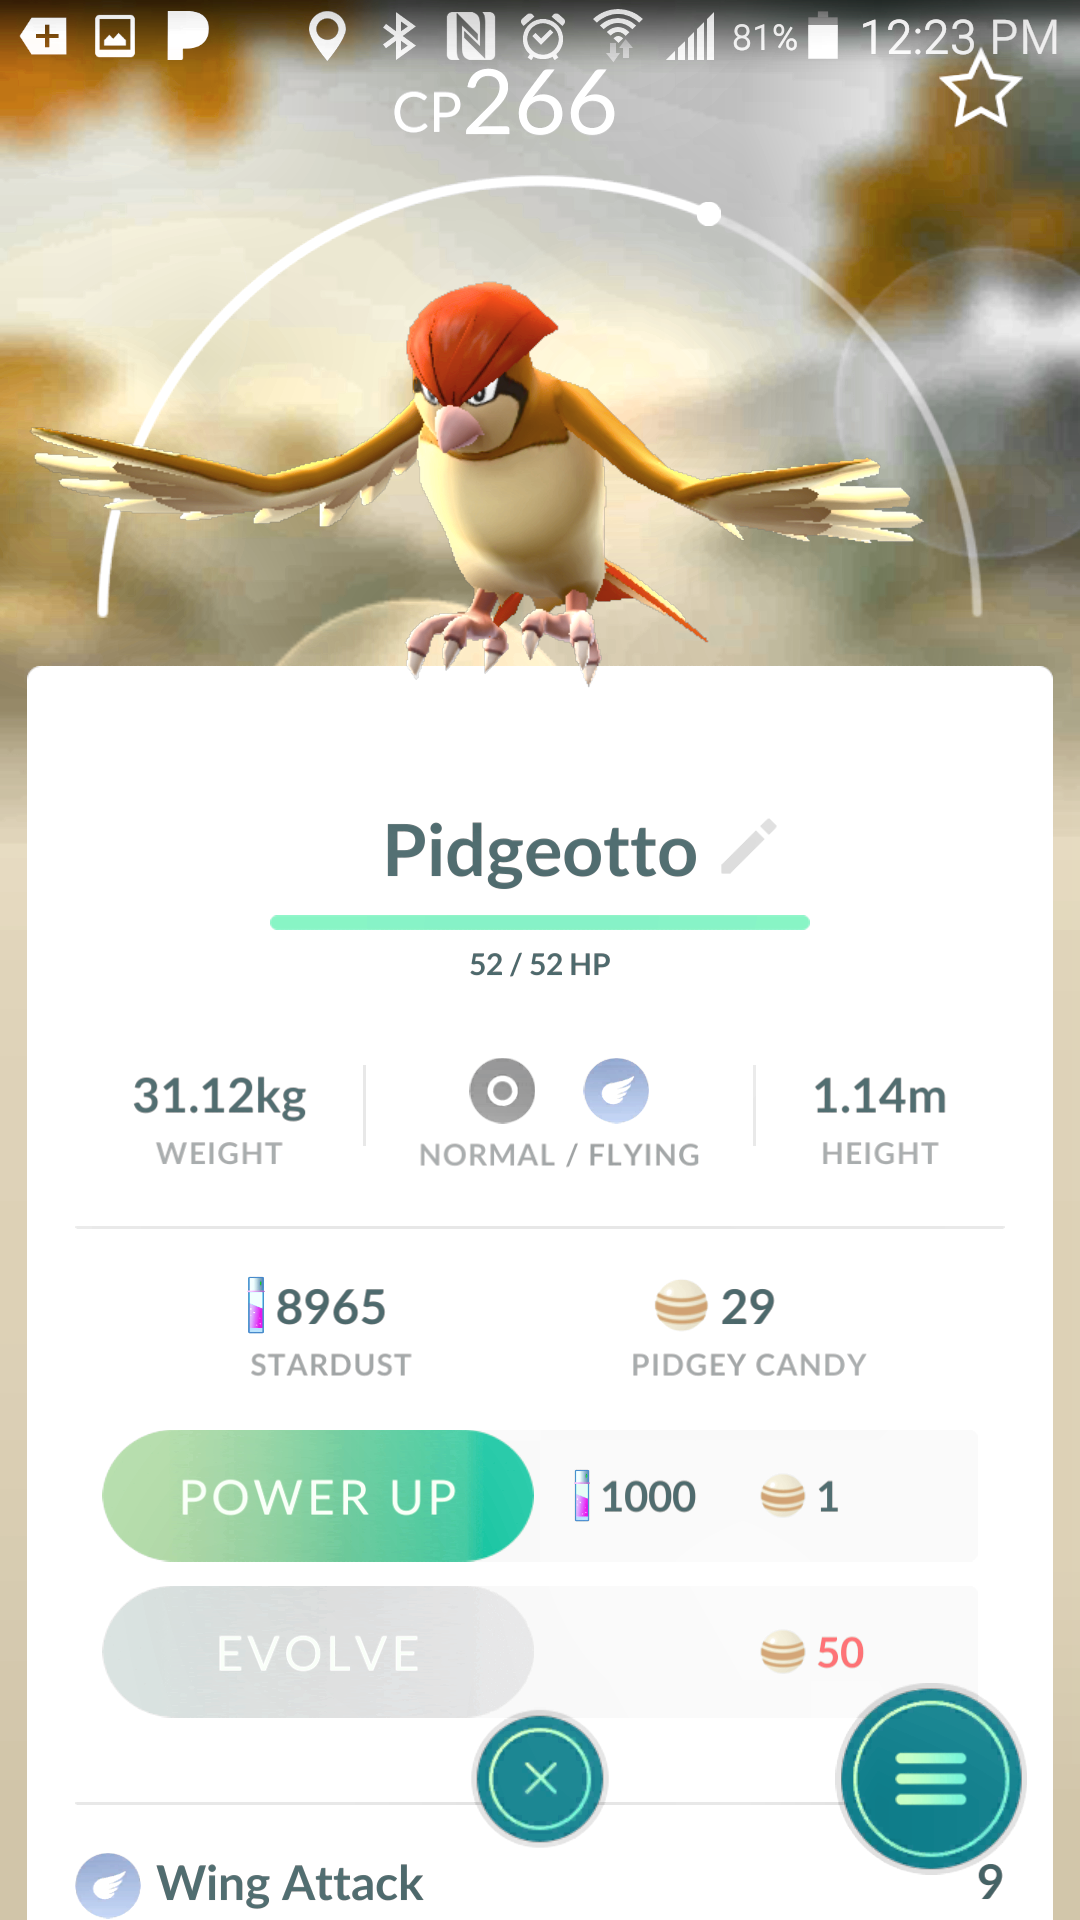 81% 12:23 PM
CP266
Pidgeotto
52 / 52 HP
31.12kg
WEIGHT
NORMAL / FLYING
1.14m
HEIGHT
8965
STARDUST
29
PIDGEY CANDY
POWER UP 1000 1
EVOLVE 50
Wing Attack 9